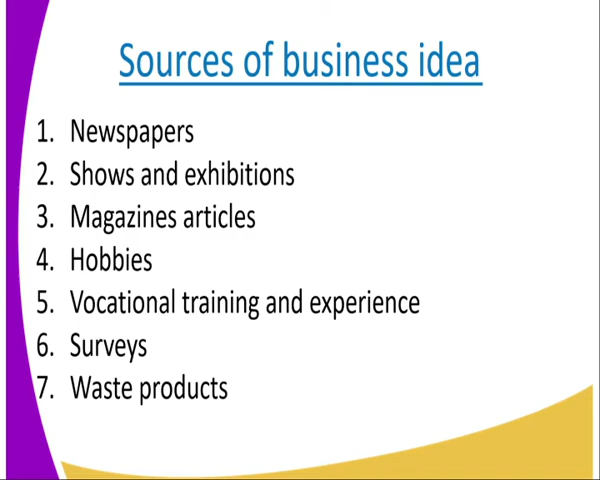 Sources of business idea
1. Newspapers
2. Shows and exhibitions
3. Magazines articles
4. Hobbies
5. Vocational training and experience
6. Surveys
7. Waste products